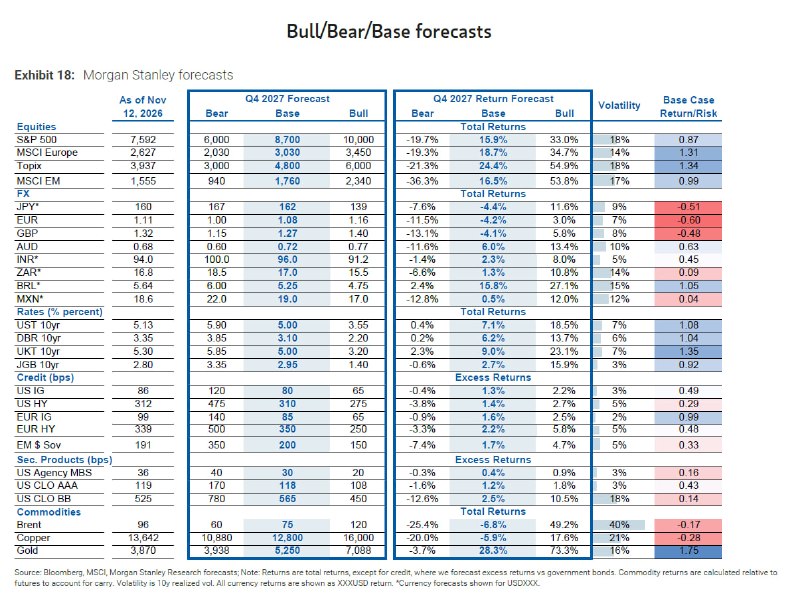 Bull/Bear/Base forecasts
Exhibit 18: Morgan Stanley forecasts
As of Nov 12, 2026 Q4 2027 Forecast Q4 2027 Return Forecast Volatility Base Case Return/Risk
Bear Base Bull Bear Base Bull
Equities Total Returns
S&P 500 7,592 6,000 8,700 10,000 -19.7% 15.9% 33.0% 18% 0.87
MSCI Europe 2,627 2,030 3,030 3,450 -19.3% 18.7% 34.7% 14% 1.31
Topix 3,937 3,000 4,800 6,000 -21.3% 24.4% 54.9% 18% 1.34
MSCI EM 1,555 940 1,760 2,340 -36.3% 16.5% 53.8% 17% 0.99
FX Total Returns
JPY* 160 167 162 139 -7.6% -4.4% 11.6% 9% -0.51
EUR 1.11 1.00 1.08 1.16 -11.5% -4.2% 3.0% 7% -0.60
GBP 1.32 1.15 1.27 1.40 -13.1% -4.1% 5.8% 8% -0.48
AUD 0.68 0.60 0.72 0.77 -11.6% 6.0% 13.4% 10% 0.63
INR* 94.0 100.0 96.0 91.2 -1.4% 2.3% 8.0% 5% 0.45
ZAR* 16.8 18.5 17.0 15.5 -6.6% 1.3% 10.8% 14% 0.09
BRL* 5.64 6.00 5.25 4.75 2.4% 15.8% 27.1% 15% 1.05
MXN* 18.6 22.0 19.0 17.0 -12.8% 0.5% 12.0% 12% 0.04
Rates (% percent) Total Returns
UST 10yr 5.13 5.90 5.00 3.55 0.4% 7.1% 18.5% 7% 1.08
DBR 10yr 3.35 3.85 3.10 2.20 0.2% 6.2% 13.7% 6% 1.04
UKT 10yr 5.30 5.85 5.00 3.20 2.3% 9.0% 23.1% 7% 1.35
JGB 10yr 2.80 3.35 2.95 1.40 -0.6% 2.7% 15.9% 3% 0.92
Credit (bps) Excess Returns
US IG 86 120 80 65 -0.4% 1.3% 2.2% 3% 0.49
US HY 312 475 310 275 -3.8% 1.4% 2.7% 5% 0.29
EUR IG 99 140 85 65 -0.9% 1.6% 2.5% 2% 0.99
EUR HY 339 500 350 250 -3.3% 2.2% 5.8% 5% 0.48
EM $ Sov 191 350 200 150 -7.4% 1.7% 4.7% 5% 0.33
Sec. Products (bps) Excess Returns
US Agency MBS 36 40 30 20 -0.3% 0.4% 0.9% 3% 0.16
US CLO AAA 119 170 118 108 -1.6% 1.2% 1.8% 3% 0.43
US CLO BB 525 780 565 450 -12.6% 2.5% 10.5% 18% 0.14
Commodities Total Returns
Brent 96 60 75 120 -25.4% -6.8% 49.2% 40% -0.17
Copper 13,642 10,880 12,800 16,000 -20.0% -5.9% 17.6% 21% -0.28
Gold 3,870 3,938 5,250 7,088 -3.7% 28.3% 73.3% 16% 1.75
Source: Bloomberg, MSCI, Morgan Stanley Research forecasts; Note: Returns are total returns, except for credit, where we forecast excess returns vs government bonds. Commodity returns are calculated relative to
futures to account for carry. Volatility is 10y realized vol. All currency returns are shown as XXXUSD return. *Currency forecasts shown for USDXXX.